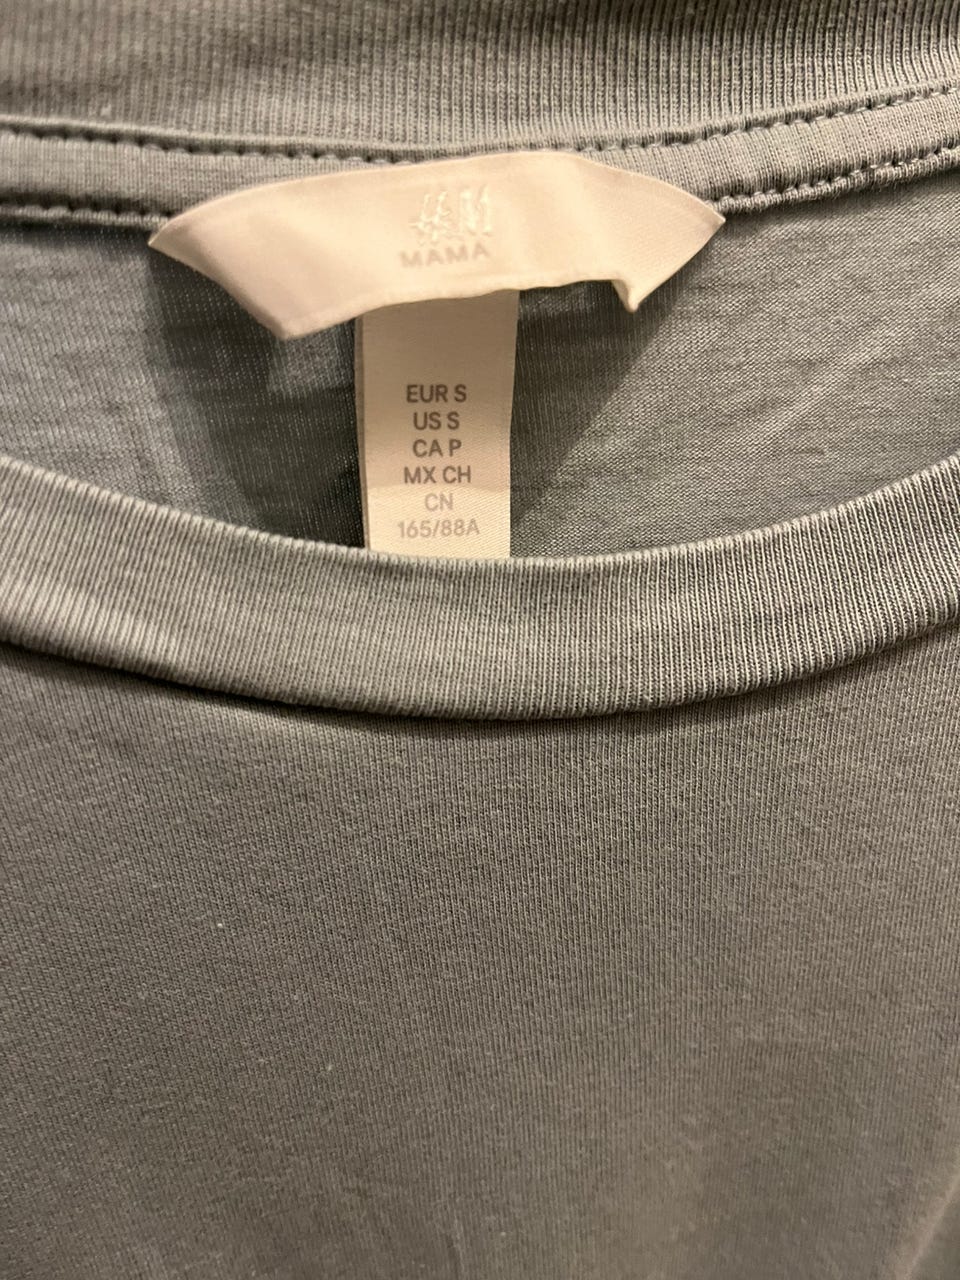 H&M
MAMA
EUR S
US S
CA P
MX CH
CN
165/88A